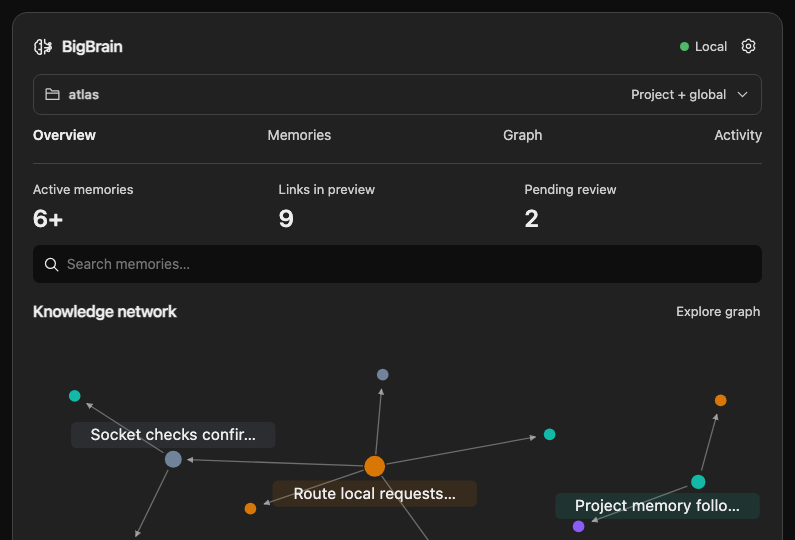 BigBrain
Local
atlas
Project + global
Overview
Memories
Graph
Activity
Active memories
Links in preview
Pending review
6+
9
2
Search memories...
Knowledge network
Explore graph
Socket checks confir...
Route local requests...
Project memory follo...